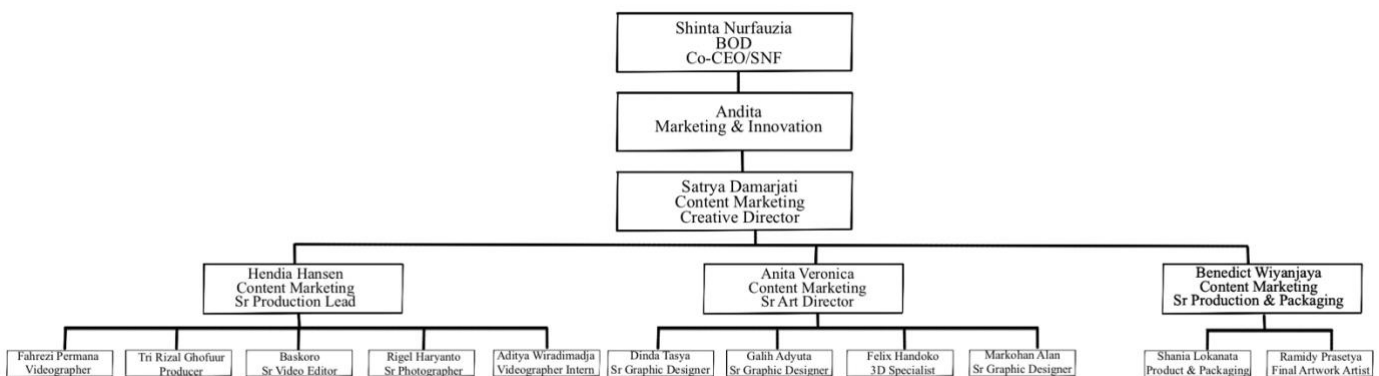 Shinta Nurfauzia
BOD
Co-CEO/SNF
Andita
Marketing & Innovation
Satrya Damarjati
Content Marketing
Creative Director
Hendia Hansen
Content Marketing
Sr Production Lead
Anita Veronica
Content Marketing
Sr Art Director
Benedict Wiyanjaya
Content Marketing
Sr Production & Packaging
Fahrezi Permana
Videographer
Tri Rizal Ghofuur
Producer
Baskoro
Sr Video Editor
Rigel Haryanto
Sr Photographer
Aditya Wiradimadja
Videographer Intern
Dinda Tasya
Sr Graphic Designer
Galih Adyuta
Sr Graphic Designer
Felix Handoko
3D Specialist
Markohan Alan
Sr Graphic Designer
Shania Lokanata
Product & Packaging
Ramidy Prasetya
Final Artwork Artist